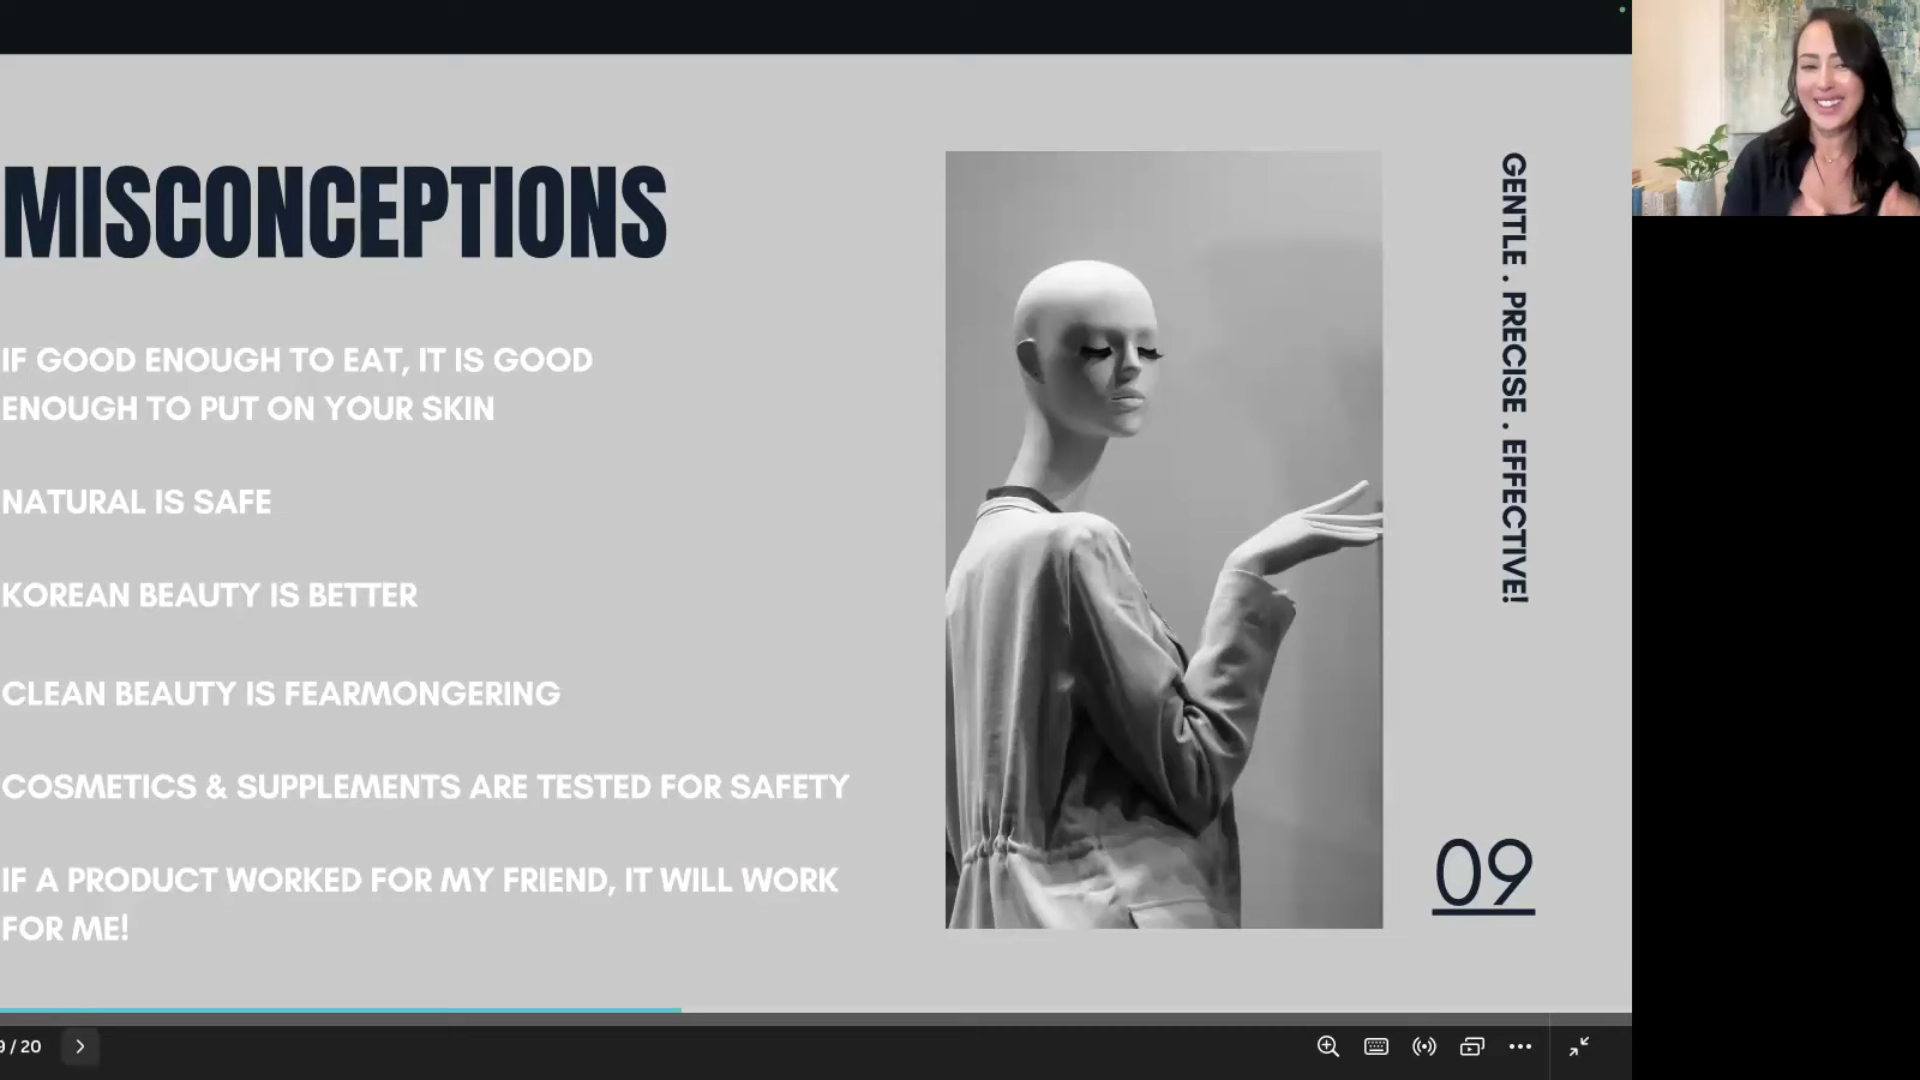 MISCONCEPTIONS
IF GOOD ENOUGH TO EAT, IT IS GOOD
ENOUGH TO PUT ON YOUR SKIN
NATURAL IS SAFE
KOREAN BEAUTY IS BETTER
CLEAN BEAUTY IS FEARMONGERING
COSMETICS & SUPPLEMENTS ARE TESTED FOR SAFETY
IF A PRODUCT WORKED FOR MY FRIEND, IT WILL WORK
FOR ME!
GENTLE . PRECISE . EFFECTIVE!
09
9 / 20